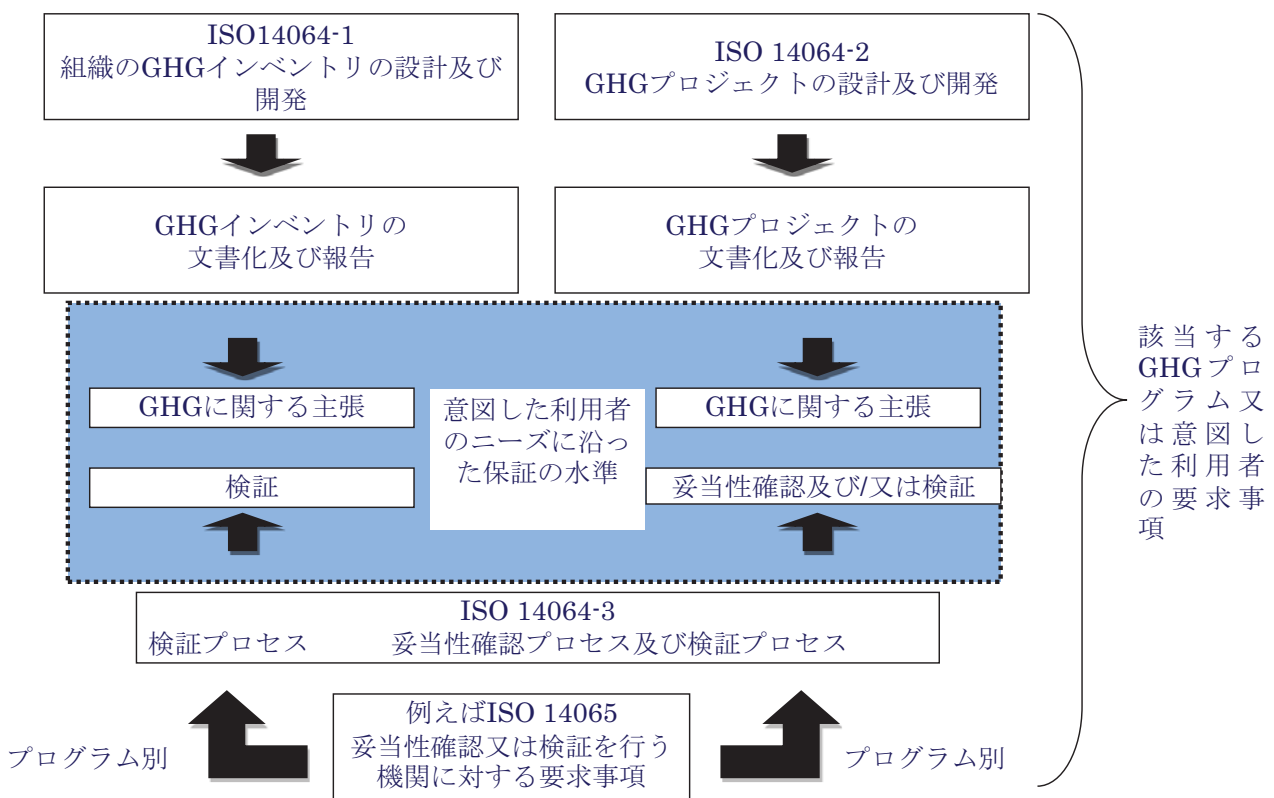 ISO14064-1
組織のGHGインベントリの設計及び
開発
ISO 14064-2
GHGプロジェクトの設計及び開発
GHGインベントリの
文書化及び報告
GHGプロジェクトの
文書化及び報告
GHGに関する主張
意図した利用者
のニーズに沿っ
た保証の水準
GHGに関する主張
検証
妥当性確認及び/又は検証
該当する
GHGプロ
グラム又
は意図し
た利用者
の要求事
項
ISO 14064-3
検証プロセス 妥当性確認プロセス及び検証プロセス
プログラム別
例えばISO 14065
妥当性確認又は検証を行う
機関に対する要求事項
プログラム別